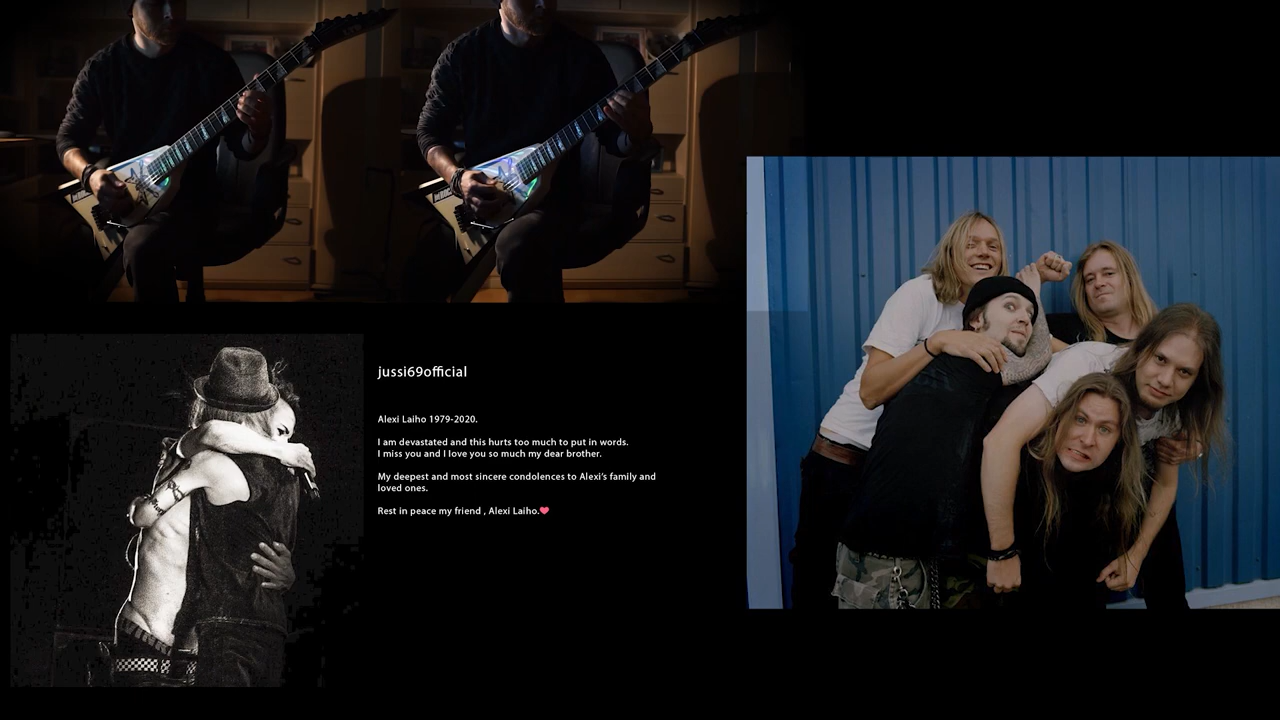 jussi69official
Alexi Laiho 1979-2020.
I am devastated and this hurts too much to put in words.
I miss you and I love you so much my dear brother.
My deepest and most sincere condolences to Alexi's family and
loved ones.
Rest in peace my friend , Alexi Laiho.❤